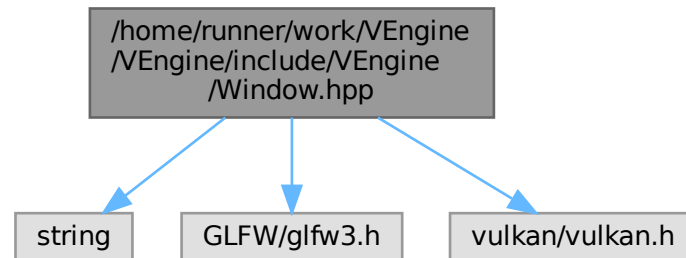 /home/runner/work/VEngine
/VEngine/include/VEngine
/Window.hpp
string
GLFW/glfw3.h
vulkan/vulkan.h